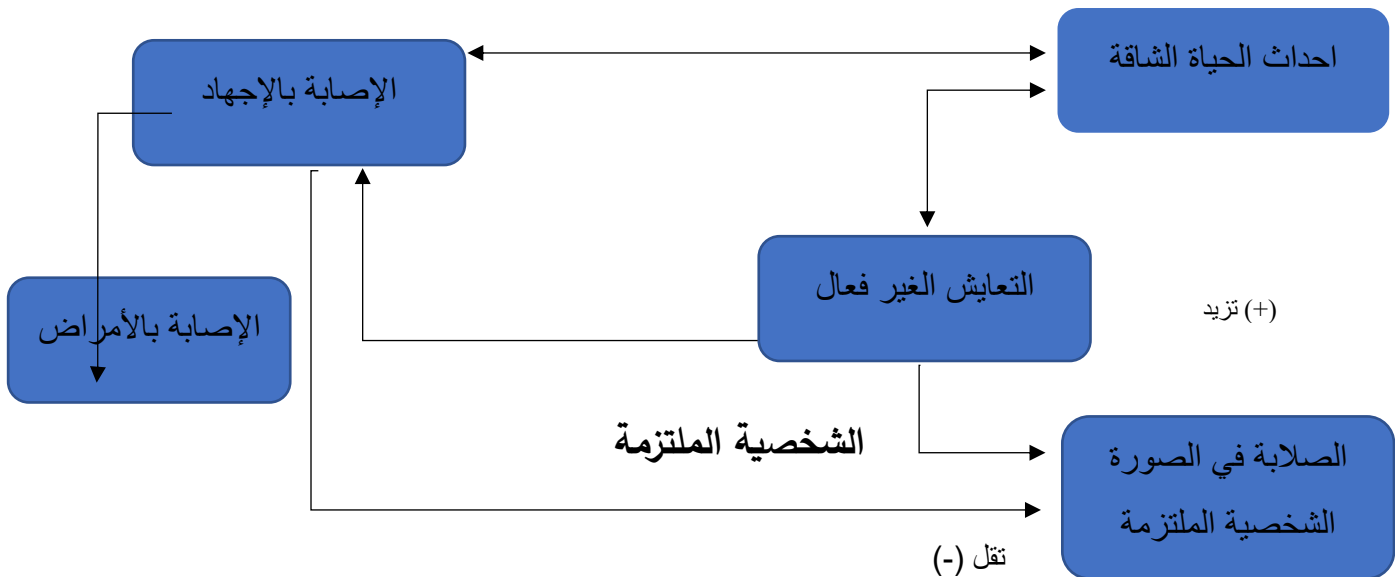 احداث الحياة الشاقة
الإصابة بالإجهاد
التعايش الغير فعال
(+) تزيد
الإصابة بالأمراض
الشخصية الملتزمة
الصلابة في الصورة
الشخصية الملتزمة
تقل (-)